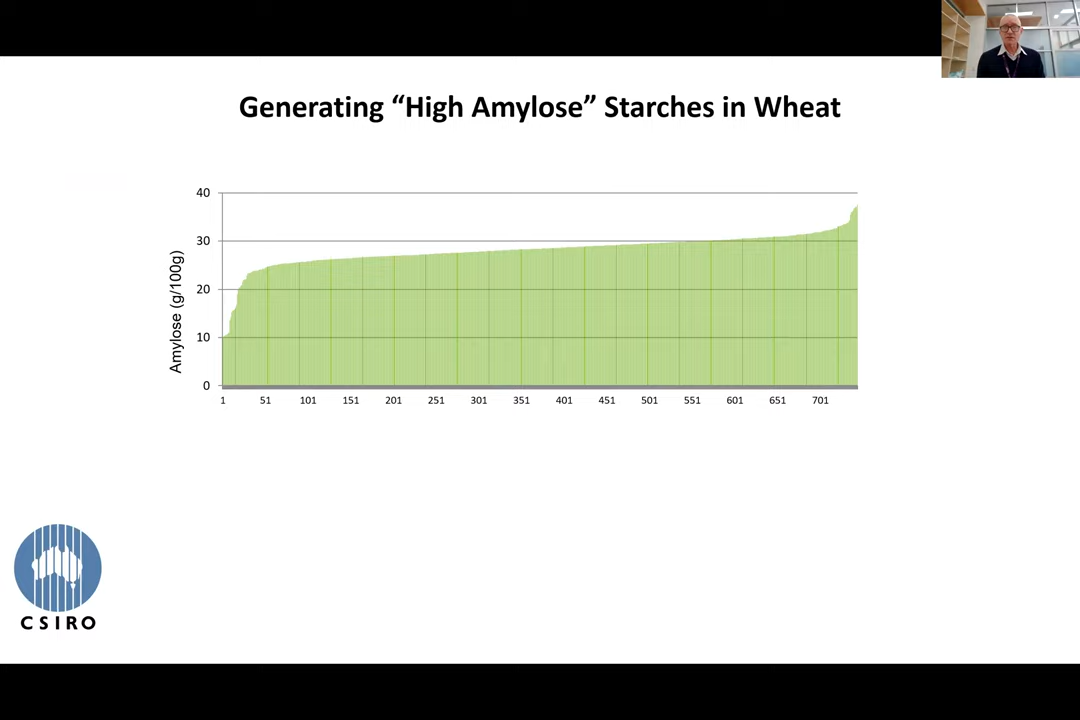 Generating “High Amylose” Starches in Wheat
40
30
20
10
0
Amylose (g/100g)
1 51 101 151 201 251 301 351 401 451 501 551 601 651 701
CSIRO